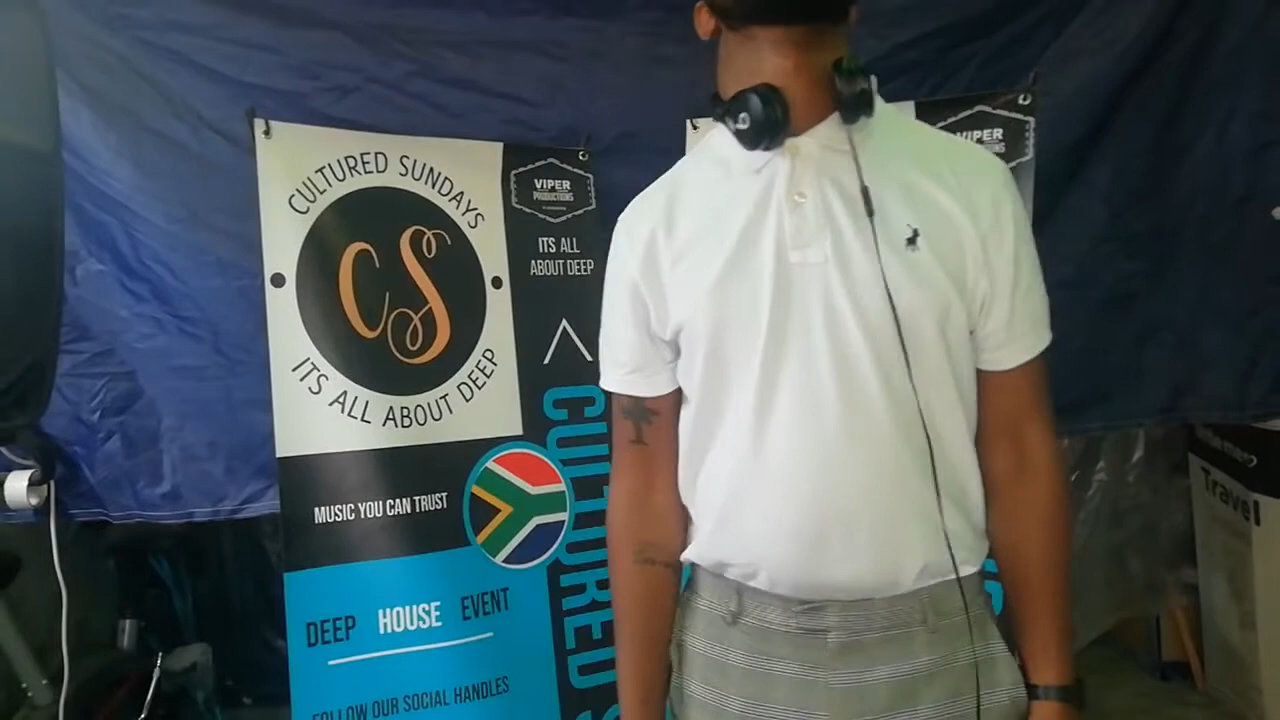 CULTURED SUNDAYS
CS
ITS ALL ABOUT DEEP
VIPER
PRODUCTIONS
ITS ALL
ABOUT DEEP
MUSIC YOU CAN TRUST
CULTURED S
DEEP HOUSE EVENT
FOLLOW OUR SOCIAL HANDLES
VIPER
Travel